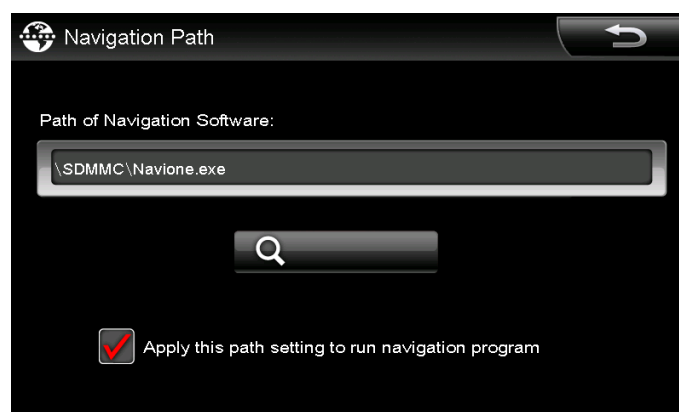 Navigation Path
Path of Navigation Software:
\SDMMC\Navione.exe
Apply this path setting to run navigation program